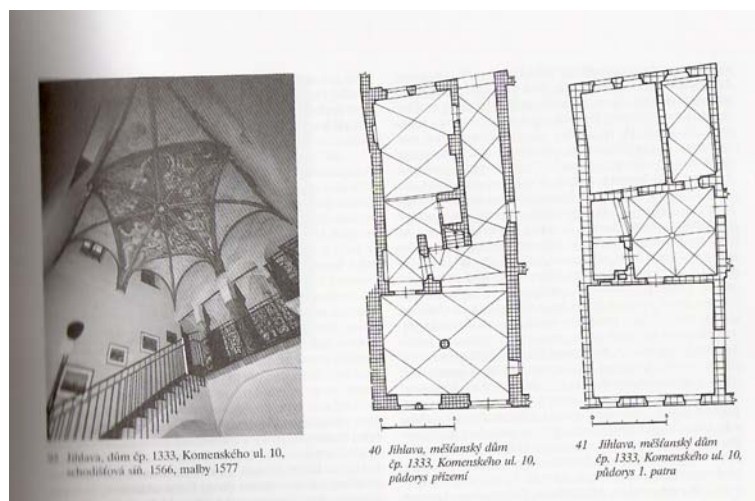 Jihlava, dům čp. 1333, Komenského ul. 10,
schodišťová síň. 1566, malby 1577
40 Jihlava, měšťanský dům
čp. 1333, Komenského ul. 10,
půdorys přízemí
41 Jihlava, měšťanský dům
čp. 1333, Komenského ul. 10,
půdorys 1. patra